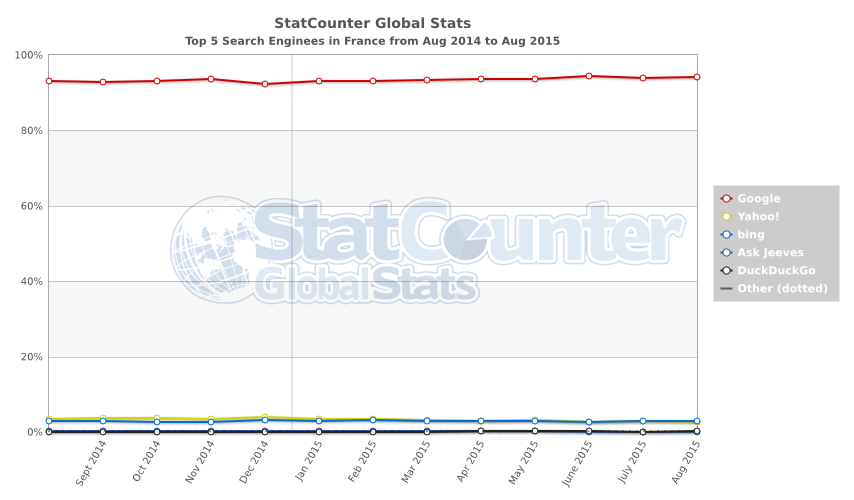 StatCounter Global Stats
Top 5 Search Enginees in France from Aug 2014 to Aug 2015
100%
80%
60%
40%
20%
0%
StatCounter
GlobalStats
Google
Yahoo!
bing
Ask Jeeves
DuckDuckGo
Other (dotted)
Sept 2014
Oct 2014
Nov 2014
Dec 2014
Jan 2015
Feb 2015
Mar 2015
Apr 2015
May 2015
June 2015
July 2015
Aug 2015